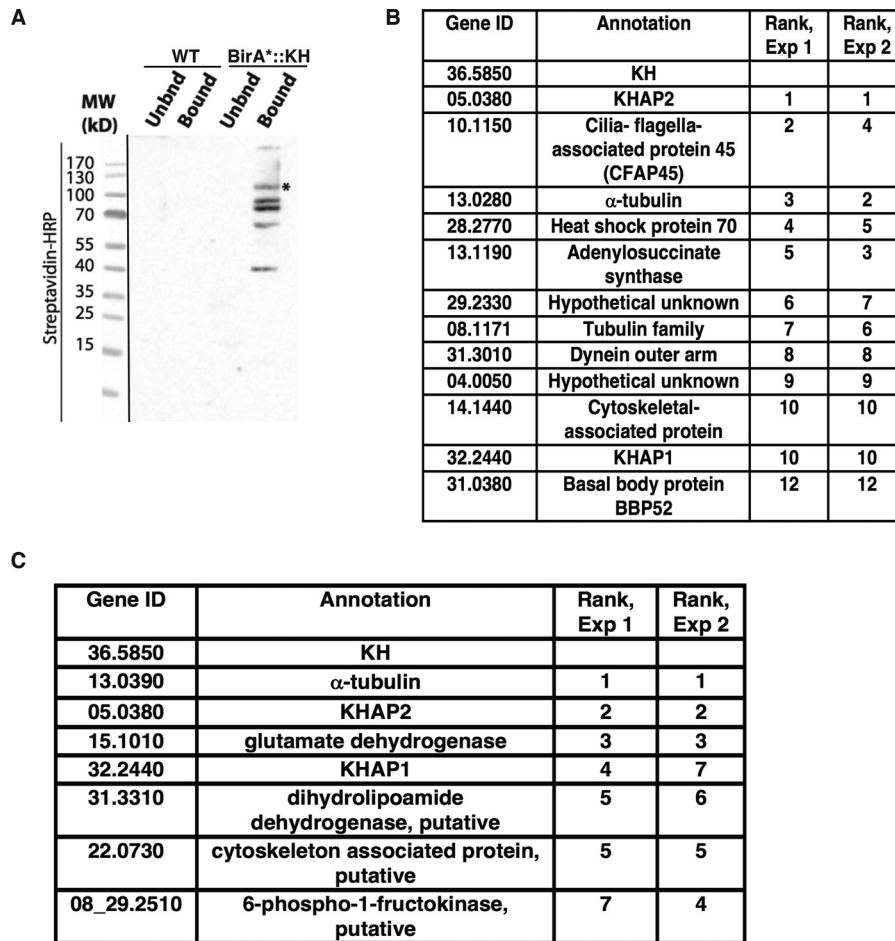 A
WT BirA*::KH
Unbnd Bound Unbnd Bound
MW
(kD)
170
130
100
70
55
40
35
25
15
*
Streptavidin-HRP
B
Gene ID Annotation Rank, Exp 1 Rank, Exp 2
36.5850 KH
05.0380 KHAP2 1 1
10.1150 Cilia- flagella- 2 4
associated protein 45
(CFAP45)
13.0280 α-tubulin 3 2
28.2770 Heat shock protein 70 4 5
13.1190 Adenylosuccinate 5 3
synthase
29.2330 Hypothetical unknown 6 7
08.1171 Tubulin family 7 6
31.3010 Dynein outer arm 8 8
04.0050 Hypothetical unknown 9 9
14.1440 Cytoskeletal- 10 10
associated protein
32.2440 KHAP1 10 10
31.0380 Basal body protein 12 12
BBP52
C
Gene ID Annotation Rank, Rank,
Exp 1 Exp 2
36.5850 KH
13.0390 α-tubulin 1 1
05.0380 KHAP2 2 2
15.1010 glutamate dehydrogenase 3 3
32.2440 KHAP1 4 7
31.3310 dihydrolipoamide 5 6
dehydrogenase, putative
22.0730 cytoskeleton associated protein, 5 5
putative
08_29.2510 6-phospho-1-fructokinase, 7 4
putative